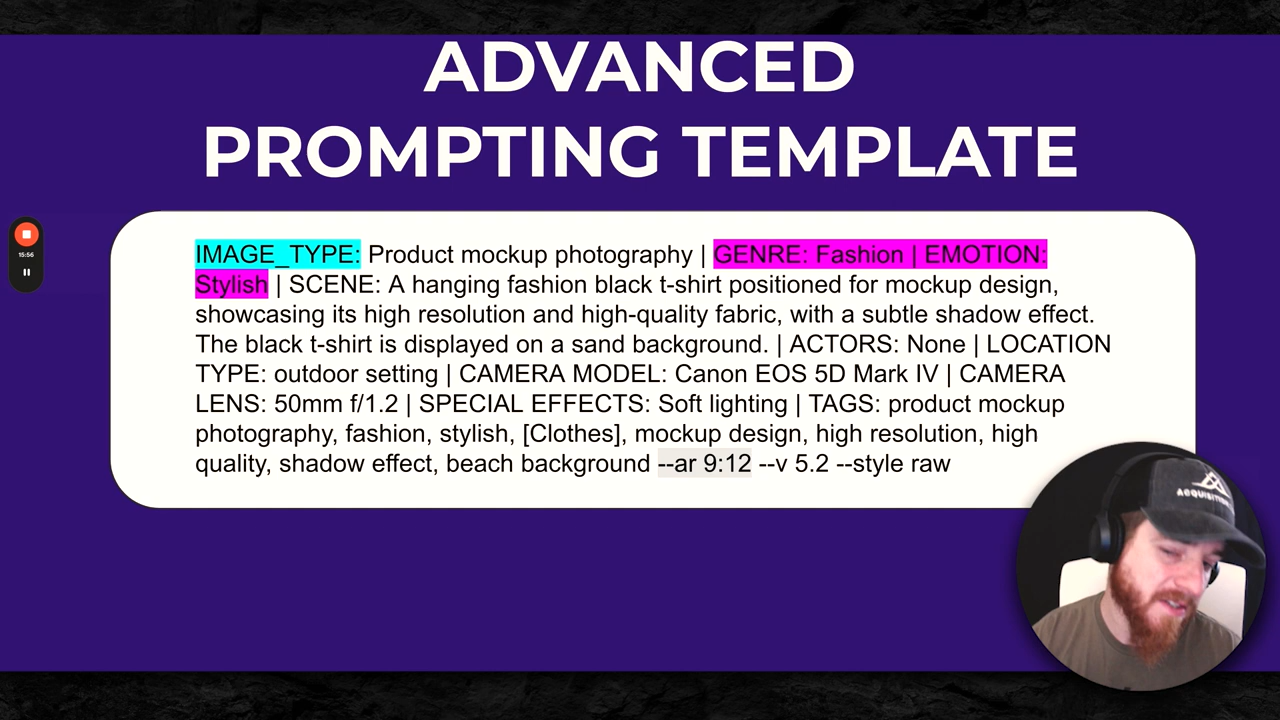 ADVANCED
PROMPTING TEMPLATE
IMAGE_TYPE: Product mockup photography | GENRE: Fashion | EMOTION:
Stylish | SCENE: A hanging fashion black t-shirt positioned for mockup design,
showcasing its high resolution and high-quality fabric, with a subtle shadow effect.
The black t-shirt is displayed on a sand background. | ACTORS: None | LOCATION
TYPE: outdoor setting | CAMERA MODEL: Canon EOS 5D Mark IV | CAMERA
LENS: 50mm f/1.2 | SPECIAL EFFECTS: Soft lighting | TAGS: product mockup
photography, fashion, stylish, [Clothes], mockup design, high resolution, high
quality, shadow effect, beach background --ar 9:12 --v 5.2 --style raw
15:56